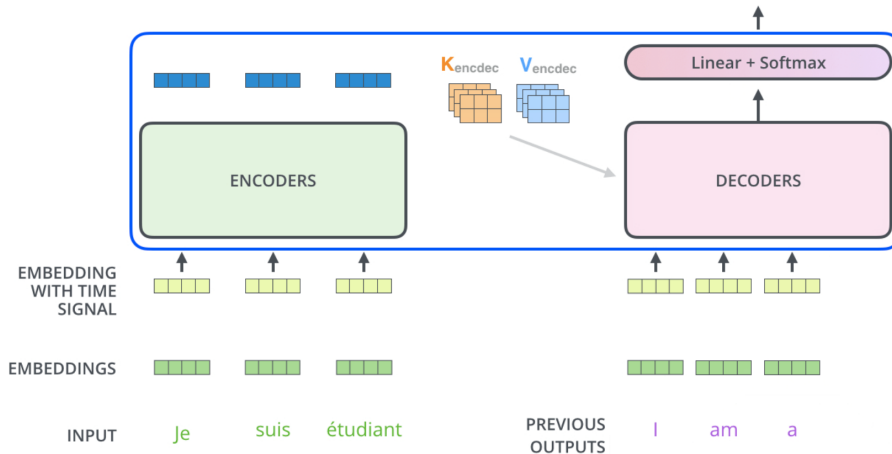 Kencdec Vencdec
Linear + Softmax
ENCODERS
DECODERS
EMBEDDING
WITH TIME
SIGNAL
EMBEDDINGS
INPUT Je suis étudiant
PREVIOUS
OUTPUTS I am a